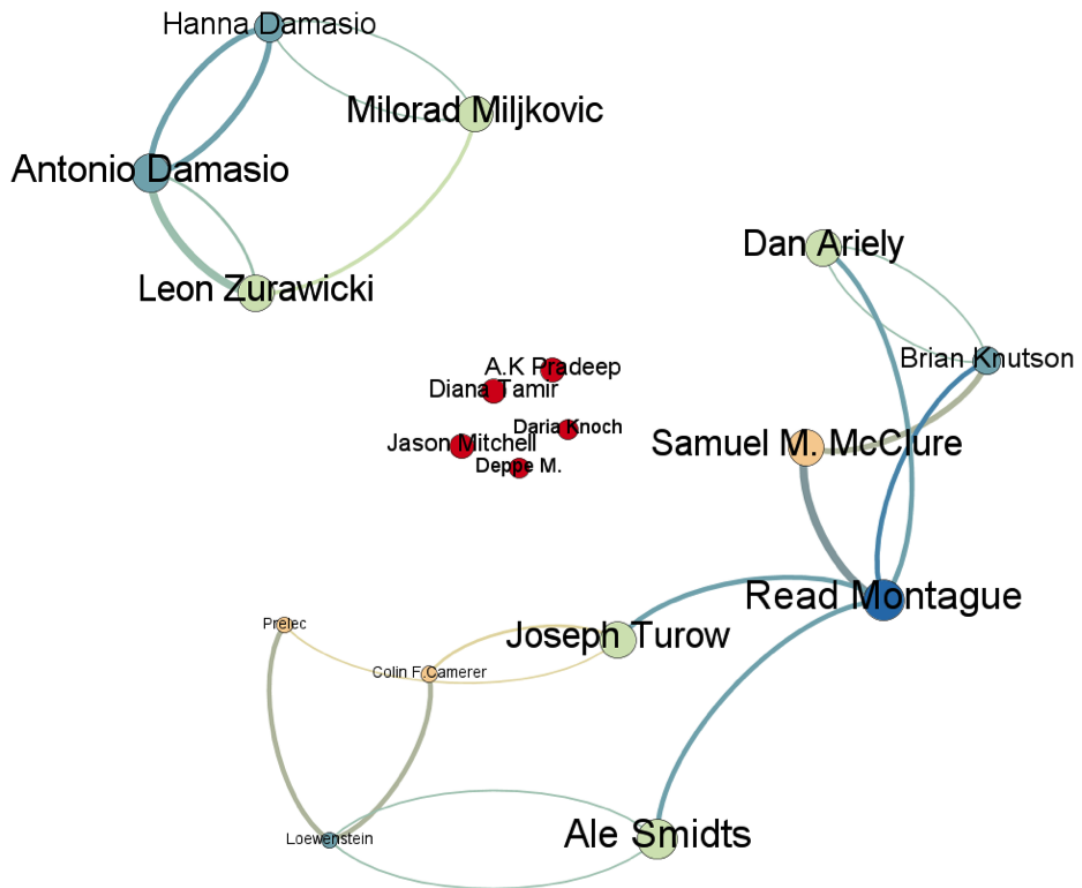 Hanna Damasio
Milorad Miljkovic
Antonio Damasio
Leon Zurawicki
Dan Ariely
Brian Knutson
A.K Pradeep
Diana Tamir
Daria Knoch
Jason Mitchell
Deppe M.
Samuel M. McClure
Read Montague
Prelec
Joseph Turow
Colin F.Camerer
Loewenstein
Ale Smidts